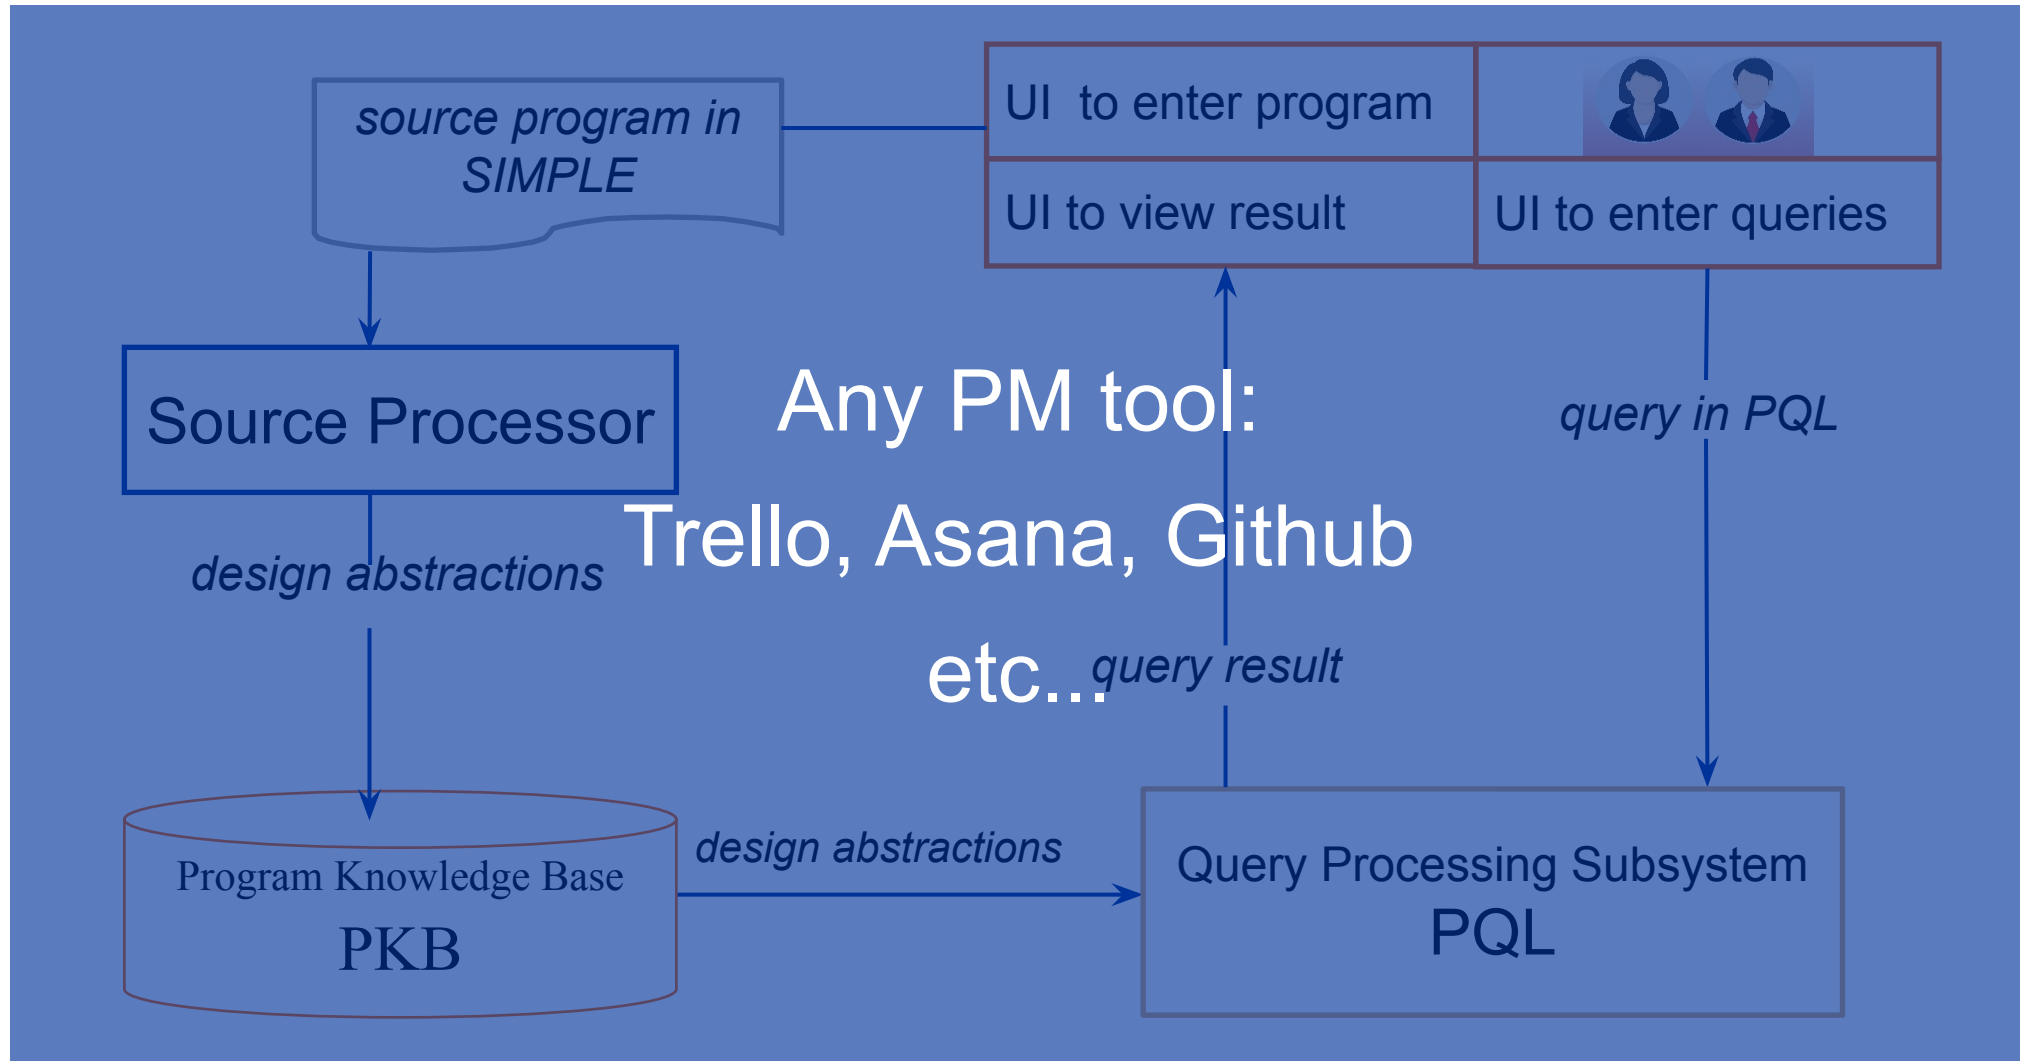 source program in
SIMPLE
UI to enter program
UI to view result
UI to enter queries
Source Processor
Any PM tool:
Trello, Asana, Github
etc...
query in PQL
design abstractions
query result
Program Knowledge Base
PKB
design abstractions
Query Processing Subsystem
PQL